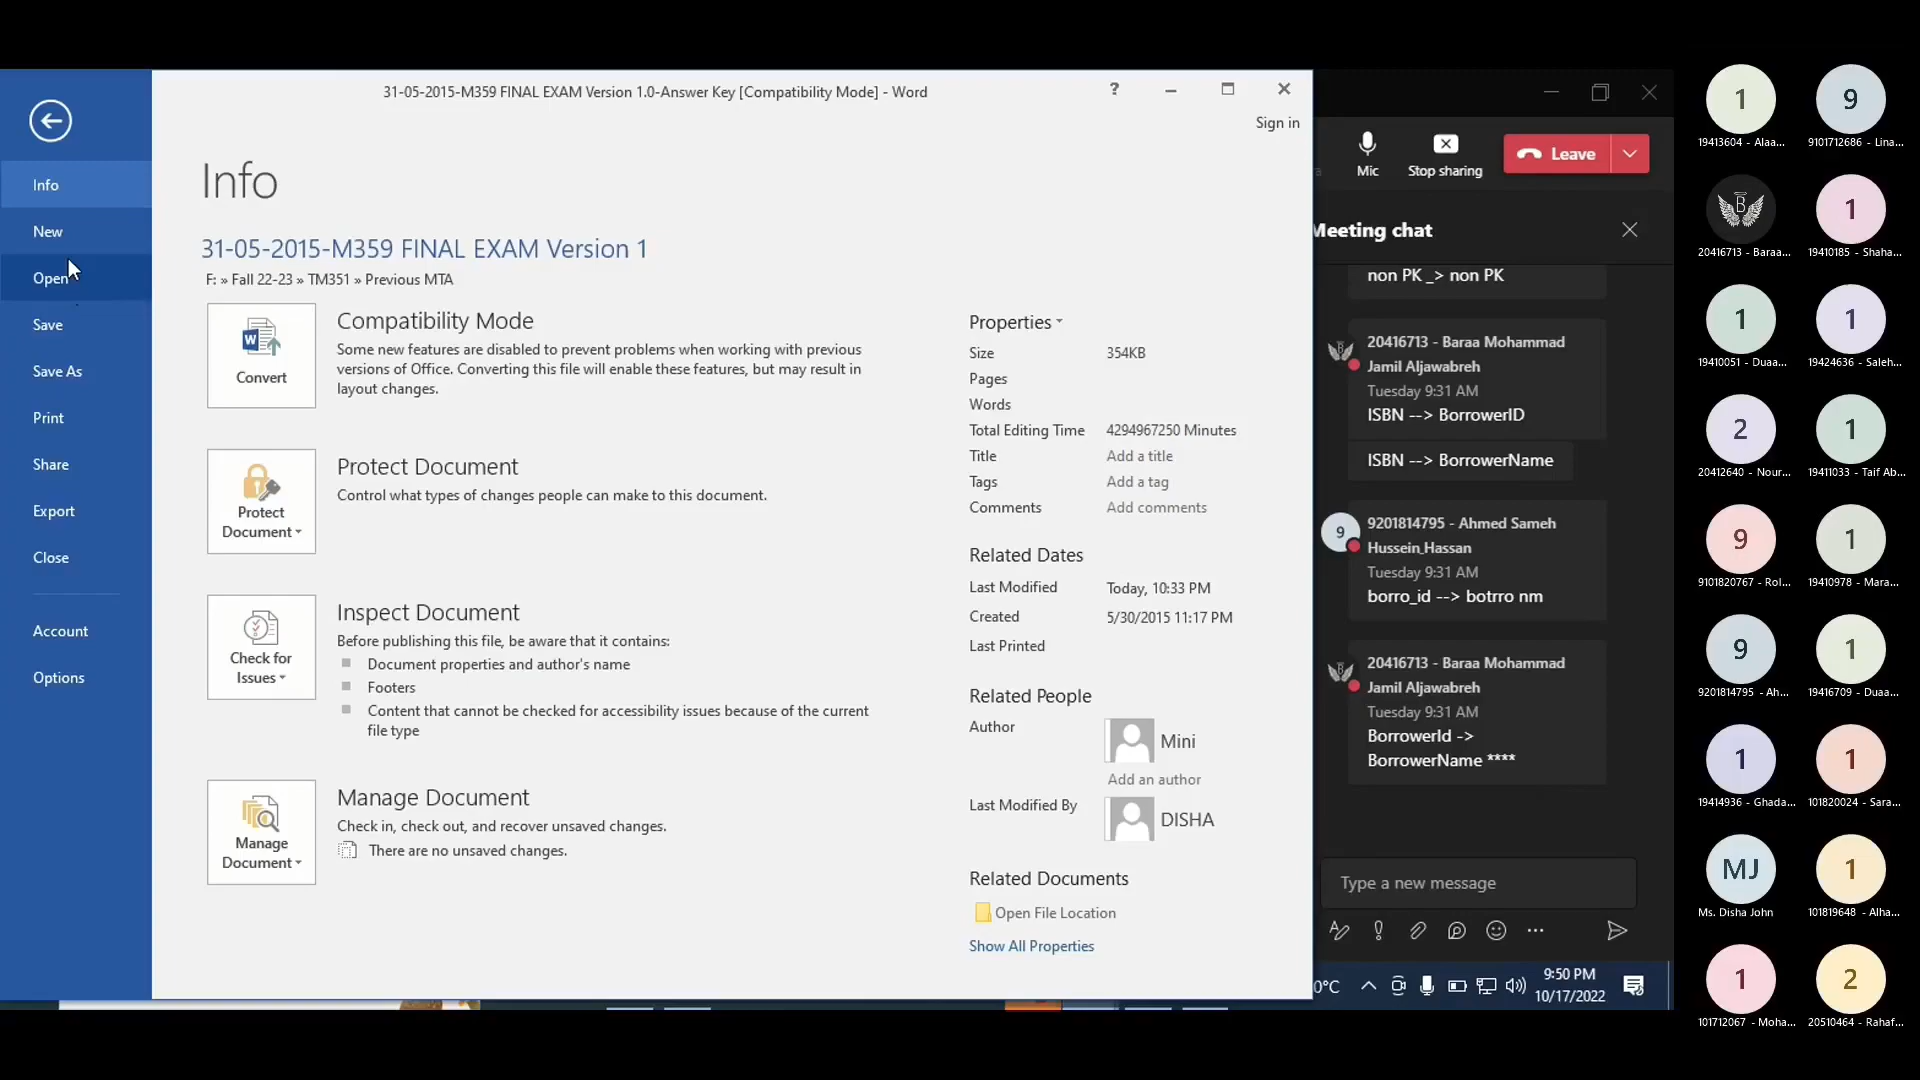 31-05-2015-M359 FINAL EXAM Version 1.0-Answer Key [Compatibility Mode] - Word
?
Sign in
Info
New
Open
Save
Save As
Print
Share
Export
Close
Account
Options
Info
31-05-2015-M359 FINAL EXAM Version 1
F: » Fall 22-23 » TM351 » Previous MTA
Convert
Compatibility Mode
Some new features are disabled to prevent problems when working with previous
versions of Office. Converting this file will enable these features, but may result in
layout changes.
Protect
Document
Protect Document
Control what types of changes people can make to this document.
Check for
Issues
Inspect Document
Before publishing this file, be aware that it contains:
Document properties and author's name
Footers
Content that cannot be checked for accessibility issues because of the current
file type
Manage
Document
Manage Document
Check in, check out, and recover unsaved changes.
There are no unsaved changes.
Properties
Size 354KB
Pages
Words
Total Editing Time 4294967250 Minutes
Title Add a title
Tags Add a tag
Comments Add comments
Related Dates
Last Modified Today, 10:33 PM
Created 5/30/2015 11:17 PM
Last Printed
Related People
Author Mini
Add an author
Last Modified By DISHA
Related Documents
Open File Location
Show All Properties
Mic
Stop sharing
Leave
Meeting chat
non PK _> non PK
20416713 - Baraa Mohammad
Jamil Aljawabreh
Tuesday 9:31 AM
ISBN --> BorrowerID
ISBN --> BorrowerName
9
9201814795 - Ahmed Sameh
Hussein_Hassan
Tuesday 9:31 AM
borro_id --> botrro nm
20416713 - Baraa Mohammad
Jamil Aljawabreh
Tuesday 9:31 AM
BorrowerId ->
BorrowerName ****
Type a new message
0°C
9:50 PM
10/17/2022
1 9
19413604 - Alaa... 9101712686 - Lina...
B 1
20416713 - Baraa... 19410185 - Shaha...
1 1
19410051 - Duaa... 19424636 - Saleh...
2 1
20412640 - Nour... 19411033 - Taif Ab...
9 1
9101820767 - Rol... 19410978 - Mara...
9 1
9201814795 - Ah... 19416709 - Duaa...
1 1
19414936 - Ghada... 101820024 - Sara...
MJ 1
Ms. Disha John 101819648 - Alha...
1 2
101712067 - Moha... 20510464 - Rahaf...